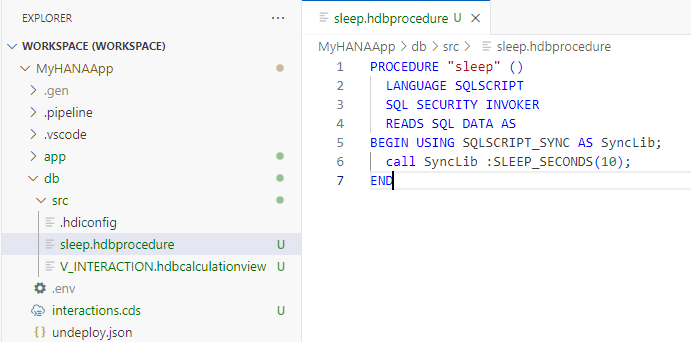 EXPLORER
WORKSPACE (WORKSPACE)
MyHANAApp
.gen
.pipeline
.vscode
app
db
src
.hdiconfig
sleep.hdbprocedure U
V_INTERACTION.hdbcalculationview U
.env
interactions.cds U
undeploy.json
sleep.hdbprocedure U
MyHANAApp > db > src > sleep.hdbprocedure
1 PROCEDURE "sleep" ()
2 LANGUAGE SQLSCRIPT
3 SQL SECURITY INVOKER
4 READS SQL DATA AS
5 BEGIN USING SQLSCRIPT_SYNC AS SyncLib;
6 call SyncLib :SLEEP_SECONDS(10);
7 END